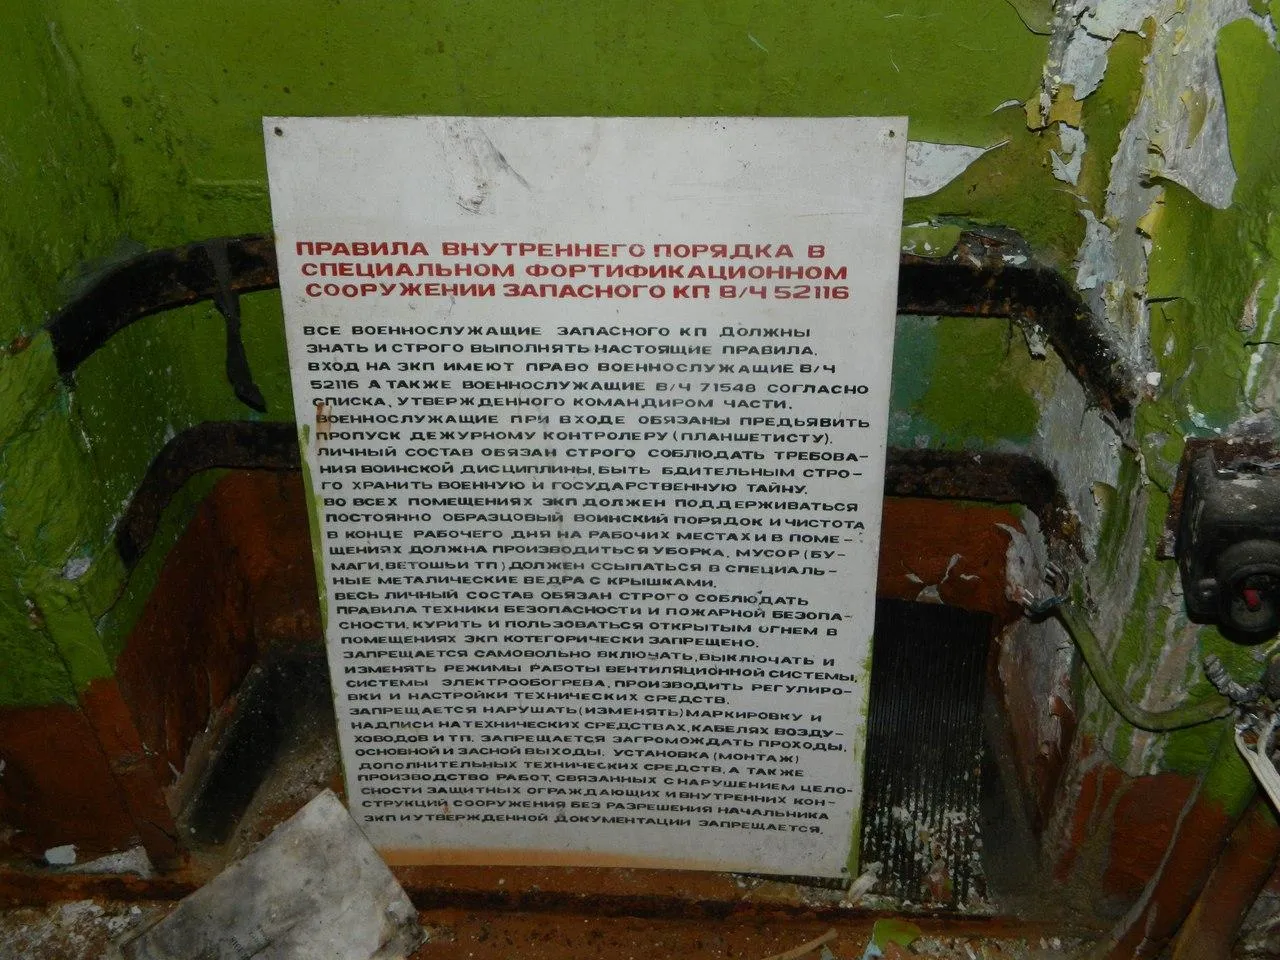 ПРАВИЛА ВНУТРЕННЕГО ПОРЯДКА В
СПЕЦИАЛЬНОМ ФОРТИФИКАЦИОННОМ
СООРУЖЕНИИ ЗАПАСНОГО КП В/Ч 52116
ВСЕ ВОЕННОСЛУЖАЩИЕ ЗАПАСНОГО КП ДОЛЖНЫ
ЗНАТЬ И СТРОГО ВЫПОЛНЯТЬ НАСТОЯЩИЕ ПРАВИЛА.
ВХОД НА ЗКП ИМЕЮТ ПРАВО ВОЕННОСЛУЖАЩИЕ В/Ч
52116 А ТАКЖЕ ВОЕННОСЛУЖАЩИЕ В/Ч 71548 СОГЛАСНО
СПИСКА, УТВЕРЖДЕННОГО КОМАНДИРОМ ЧАСТИ.
ВОЕННОСЛУЖАЩИЕ ПРИ ВХОДЕ ОБЯЗАНЫ ПРЕДЬЯВИТЬ
ПРОПУСК ДЕЖУРНОМУ КОНТРОЛЕРУ (ПЛАНШЕТИСТУ).
ЛИЧНЫЙ СОСТАВ ОБЯЗАН СТРОГО СОБЛЮДАТЬ ТРЕБОВА-
НИЯ ВОИНСКОЙ ДИСЦИПЛИНЫ, БЫТЬ БДИТЕЛЬНЫМ СТРО-
ГО ХРАНИТЬ ВОЕННУЮ И ГОСУДАРСТВЕННУЮ ТАЙНУ.
ВО ВСЕХ ПОМЕЩЕНИЯХ ЗКП ДОЛЖЕН ПОДДЕРЖИВАТЬСЯ
ПОСТОЯННО ОБРАЗЦОВЫЙ ВОИНСКИЙ ПОРЯДОК И ЧИСТОТА
В КОНЦЕ РАБОЧЕГО ДНЯ НА РАБОЧИХ МЕСТАХ И В ПОМЕ-
ЩЕНИЯХ ДОЛЖНА ПРОИЗВОДИТЬСЯ УБОРКА, МУСОР (БУ-
МАГИ, ВЕТОШЬ И ТП) ДОЛЖЕН ССЫПАТЬСЯ В СПЕЦИАЛЬ-
НЫЕ МЕТАЛИЧЕСКИЕ ВЕДРА С КРЫШКАМИ.
ВЕСЬ ЛИЧНЫЙ СОСТАВ ОБЯЗАН СТРОГО СОБЛЮДАТЬ
ПРАВИЛА ТЕХНИКИ БЕЗОПАСНОСТИ И ПОЖАРНОЙ БЕЗОПА-
СНОСТИ, КУРИТЬ И ПОЛЬЗОВАТЬСЯ ОТКРЫТЫМ ОГНЕМ В
ПОМЕЩЕНИЯХ ЗКП КОТЕГОРИЧЕСКИ ЗАПРЕЩЕНО.
ЗАПРЕЩАЕТСЯ САМОВОЛЬНО ВКЛЮЧАТЬ, ВЫКЛЮЧАТЬ И
ИЗМЕНЯТЬ РЕЖИМЫ РАБОТЫ ВЕНТИЛЯЦИОННОЙ СИСТЕМЫ,
СИСТЕМЫ ЭЛЕКТРООБОГРЕВА, ПРОИЗВОДИТЬ РЕГУЛИРО-
ВКИ И НАСТРОЙКИ ТЕХНИЧЕСКИХ СРЕДСТВ.
ЗАПРЕЩАЕТСЯ НАРУШАТЬ (ИЗМЕНЯТЬ) МАРКИРОВКУ И
НАДПИСИ НА ТЕХНИЧЕСКИХ СРЕДСТВАХ, КАБЕЛЯХ ВОЗДУ-
ХОВОДОВ И ТП. ЗАПРЕЩАЕТСЯ ЗАГРОМОЖДАТЬ ПРОХОДЫ,
ОСНОВНОЙ И ЗАСНОЙ ВЫХОДЫ, УСТАНОВКА (МОНТАЖ)
ДОПОЛНИТЕЛЬНЫХ ТЕХНИЧЕСКИХ СРЕДСТВ, А ТАКЖЕ
ПРОИЗВОДСТВО РАБОТ, СВЯЗАННЫХ С НАРУШЕНИЕМ ЦЕЛО-
СНОСТИ ЗАЩИТНЫХ ОГРАЖДАЮЩИХ И ВНУТРЕННИХ КОН-
СТРУКЦИЙ СООРУЖЕНИЯ БЕЗ РАЗРЕШЕНИЯ НАЧАЛЬНИКА
ЗКП И УТВЕРЖДЕННОЙ ДОКУМЕНТАЦИИ ЗАПРЕЩАЕТСЯ.